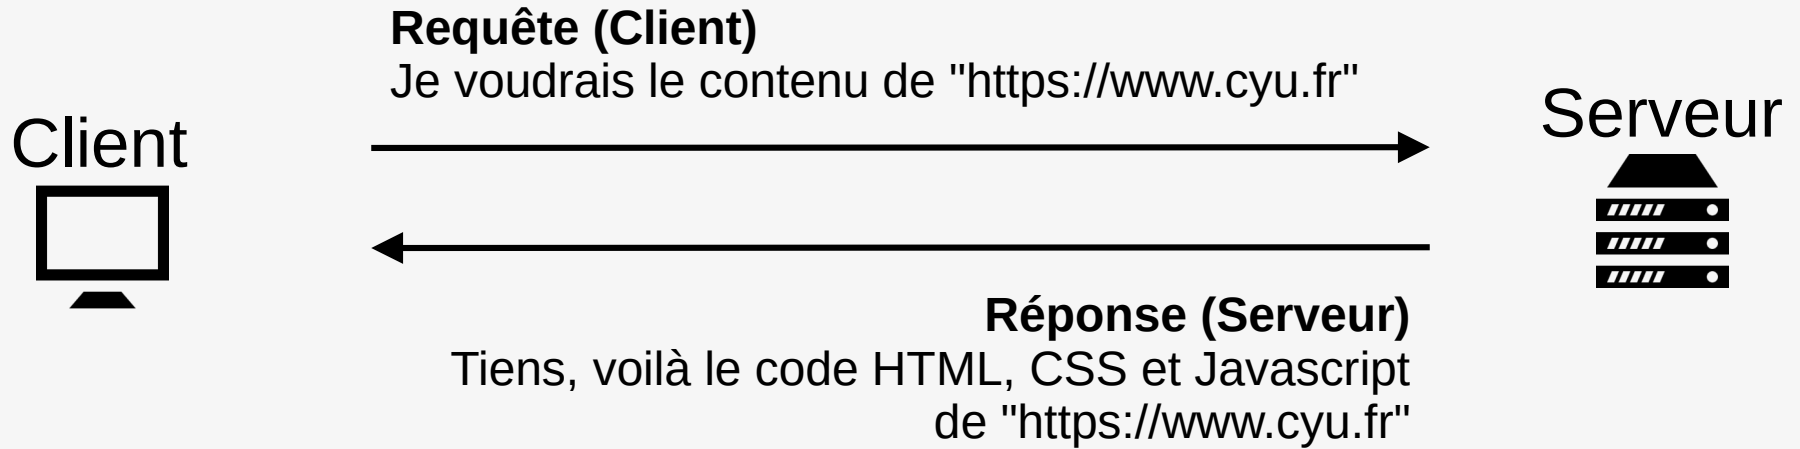 Requête (Client)
Je voudrais le contenu de "https://www.cyu.fr"
Client
Serveur
Réponse (Serveur)
Tiens, voilà le code HTML, CSS et Javascript
de "https://www.cyu.fr"